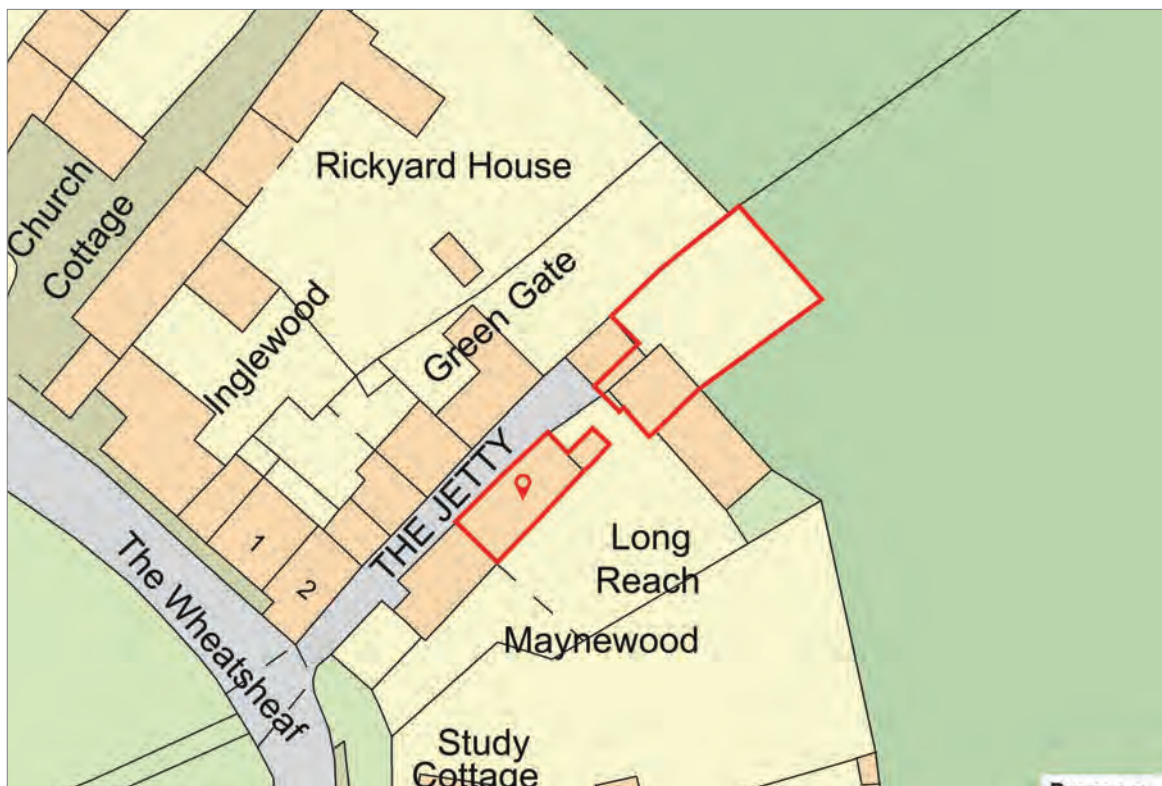 Rickyard House
Church
Cottage
Green Gate
Inglewood
THE JETTY
1
2
The Wheatsheaf
Long
Reach
Maynewood
Study
Cottage